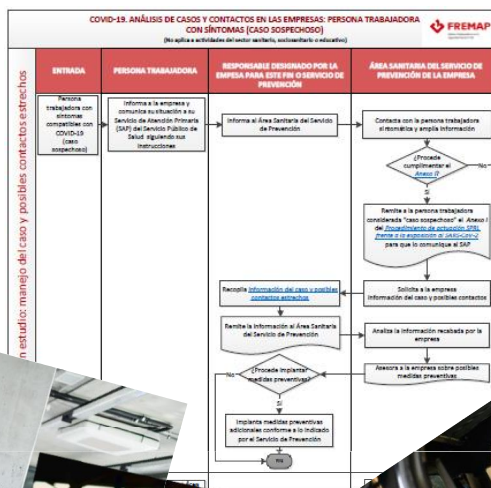 COVID-19. ANÁLISIS DE CASOS Y CONTACTOS EN LAS EMPRESAS: PERSONA TRABAJADORA
CON SÍNTOMAS (CASO SOSPECHOSO)
(No aplica a actividades del sector sanitario, sociosanitario o educativo)
FREMAP
ENTRADA
PERSONA TRABAJADORA
RESPONSABLE DESIGNADO POR LA
EMPESA PARA ESTE FIN O SERVICIO DE
PREVENCIÓN
ÁREA SANITARIA DEL SERVICIO DE
PREVENCIÓN DE LA EMPRESA
n estudio: manejo del caso y posibles contactos estrechos
Persona
trabajadora con
síntomas
compatibles con
COVID-19
(caso
sospechoso)
Informa a la empresa y
comunica su situación a su
Servicio de Atención Primaria
(SAP) del Servicio Público de
Salud siguiendo sus
instrucciones
Informa al Área Sanitaria del Servicio
de Prevención
Contacta con la persona trabajadora
sintomática y amplía información
¿Procede
cumplimentar el
Anexo I?
No
Sí
Remite a la persona trabajadora
considerada "caso sospechoso" el Anexo I
del Procedimiento de actuación SPRL
frente a la exposición al SARS-CoV-2
para que lo comunique al SAP
Solicita a la empresa
información del caso y posibles contactos
Recopila información del caso y posibles
contactos estrechos
Remite la información al Área Sanitaria
del Servicio de Prevención
Analiza la información recabada por la
empresa
Asesora a la empresa sobre posibles
medidas preventivas
¿Procede implantar
medidas preventivas?
No
Sí
Implanta medidas preventivas
adicionales conforme a lo indicado
por el Servicio de Prevención